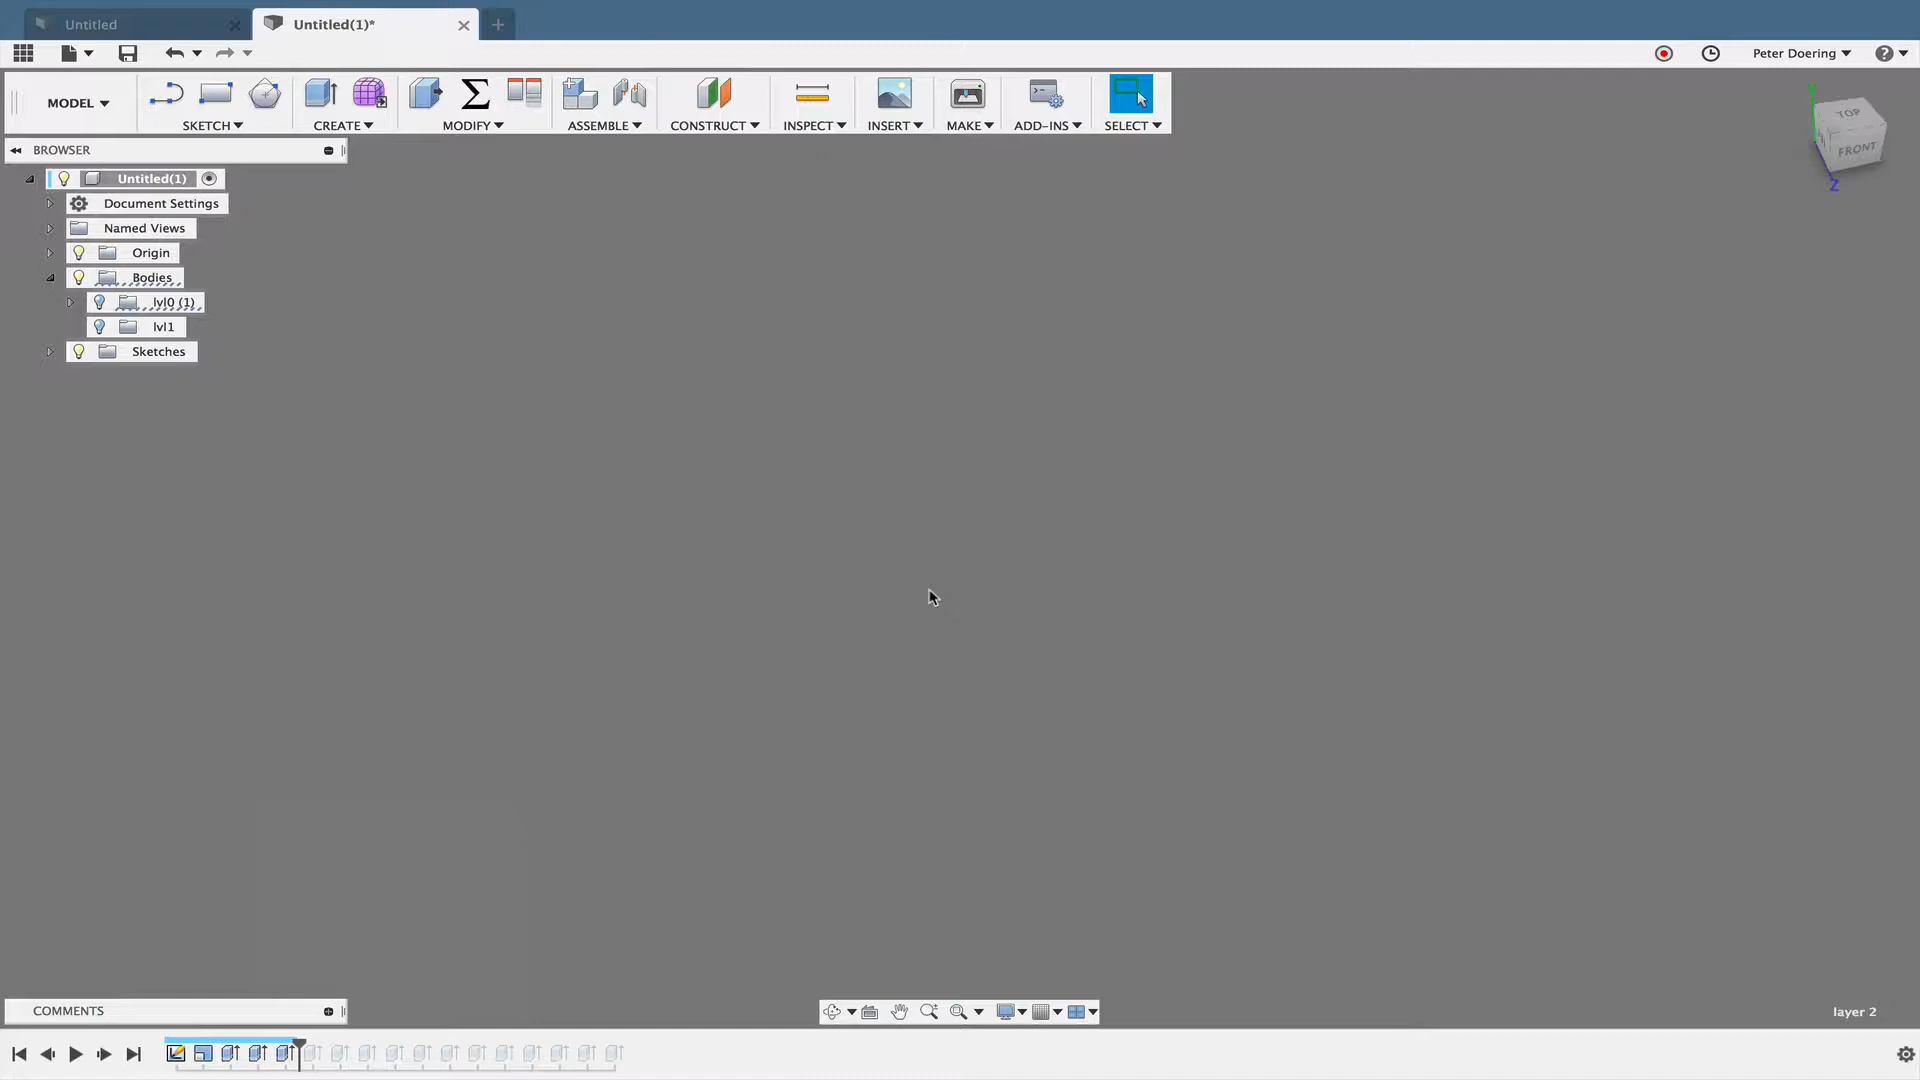 Untitled
Untitled(1)*
Peter Doering
MODEL
SKETCH
CREATE
MODIFY
ASSEMBLE
CONSTRUCT
INSPECT
INSERT
MAKE
ADD-INS
SELECT
Y
TOP
FRONT
Z
BROWSER
Untitled(1)
Document Settings
Named Views
Origin
Bodies
lvl0 (1)
lvl1
Sketches
COMMENTS
layer 2